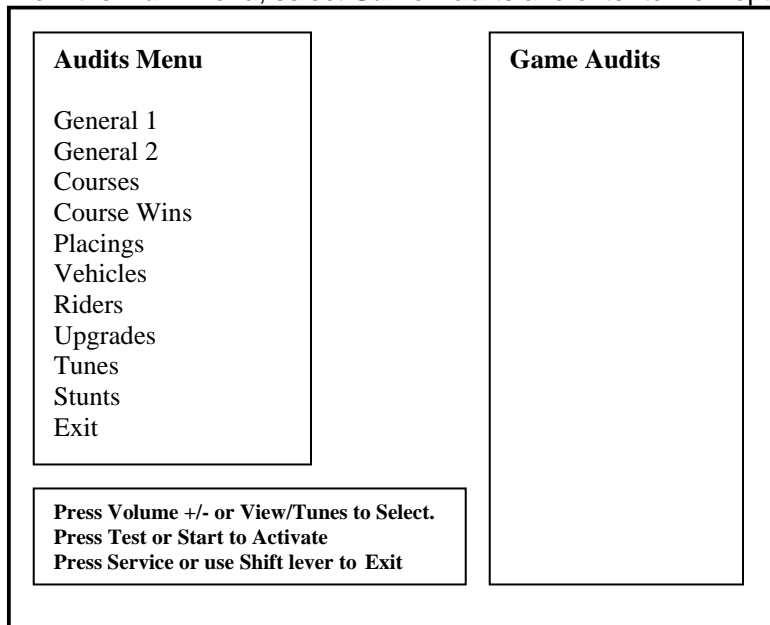 Audits Menu
General 1
General 2
Courses
Course Wins
Placings
Vehicles
Riders
Upgrades
Tunes
Stunts
Exit
Game Audits
Press Volume +/- or View/Tunes to Select.
Press Test or Start to Activate
Press Service or use Shift lever to Exit